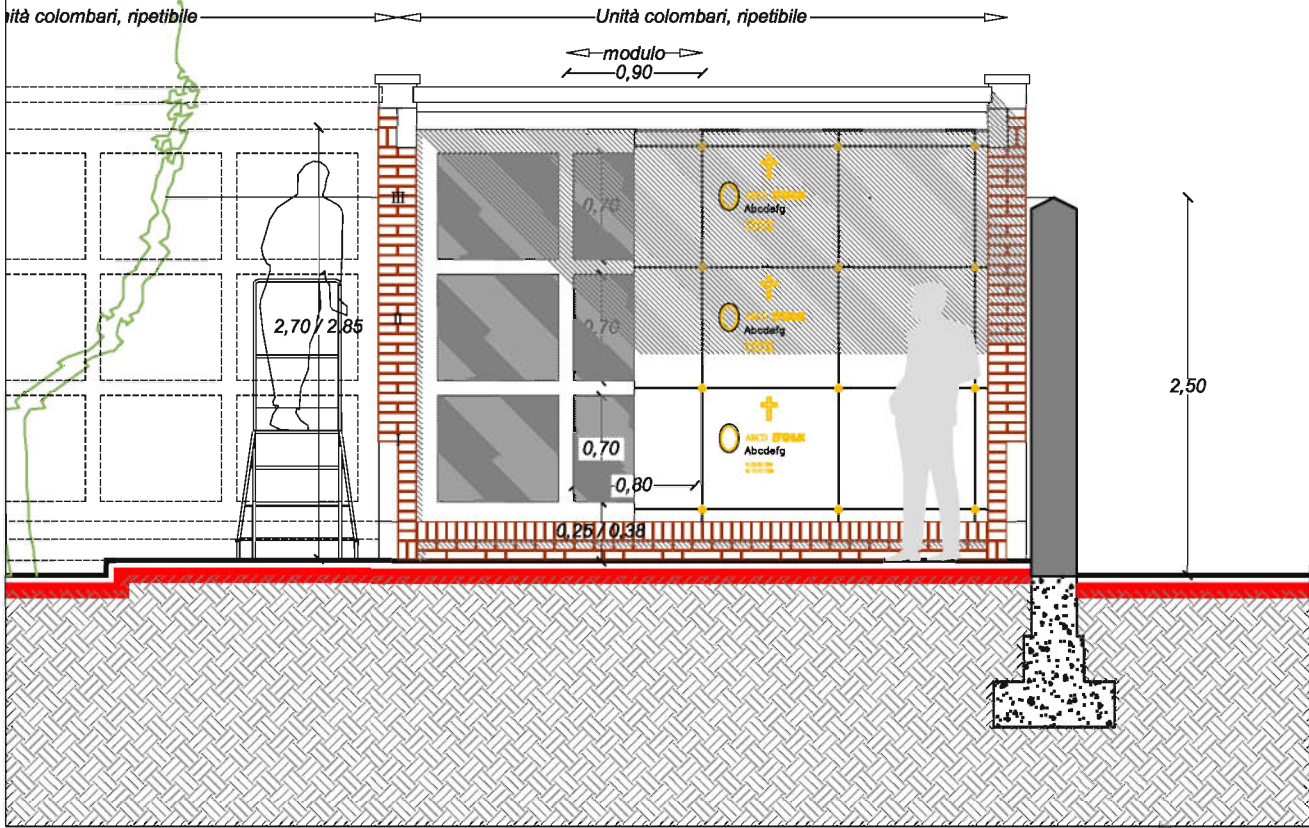 nità colombari, ripetibile
Unità colombari, ripetibile
modulo
0,90
III
0,70
Abcdefg
II
0,70
2,70 / 2,85
Abcdefg
2,50
I
0,70
ABCD
Abcdefg
0,80
0,25 / 0,38